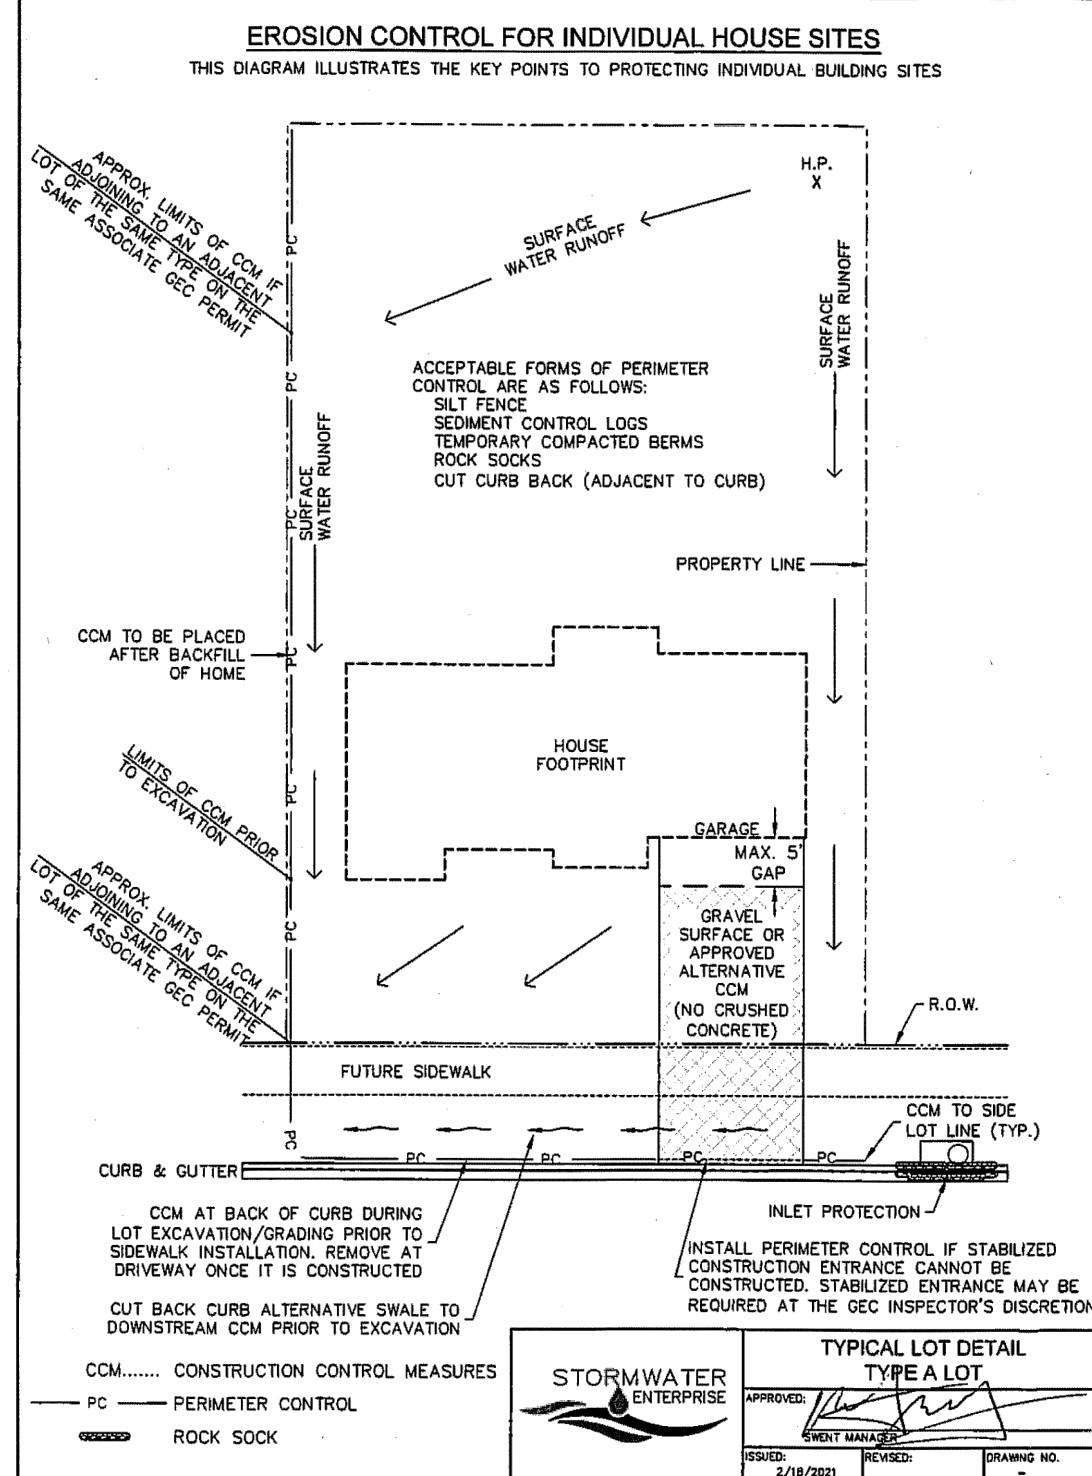 EROSION CONTROL FOR INDIVIDUAL HOUSE SITES
THIS DIAGRAM ILLUSTRATES THE KEY POINTS TO PROTECTING INDIVIDUAL BUILDING SITES
H.P.
X
APPROX. LIMITS OF CCM IF
ADJOINING TO AN ADJACENT
LOT OF THE SAME TYPE ON THE
SAME ASSOCIATE GEC PERMIT
PC
SURFACE
WATER RUNOFF
SURFACE
WATER RUNOFF
PC
ACCEPTABLE FORMS OF PERIMETER
CONTROL ARE AS FOLLOWS:
SILT FENCE
SEDIMENT CONTROL LOGS
TEMPORARY COMPACTED BERMS
ROCK SOCKS
CUT CURB BACK (ADJACENT TO CURB)
PC
SURFACE
WATER RUNOFF
PROPERTY LINE
CCM TO BE PLACED
AFTER BACKFILL
OF HOME
PC
HOUSE
FOOTPRINT
LIMITS OF CCM PRIOR
TO EXCAVATION
PC
GARAGE
MAX. 5'
GAP
APPROX. LIMITS OF CCM IF
ADJOINING TO AN ADJACENT
LOT OF THE SAME TYPE ON THE
SAME ASSOCIATE GEC PERMIT
PC
GRAVEL
SURFACE OR
APPROVED
ALTERNATIVE
CCM
(NO CRUSHED
CONCRETE)
R.O.W.
FUTURE SIDEWALK
CCM TO SIDE
LOT LINE (TYP.)
PC
PC
PC
PC
PC
CURB & GUTTER
INLET PROTECTION
CCM AT BACK OF CURB DURING
LOT EXCAVATION/GRADING PRIOR TO
SIDEWALK INSTALLATION. REMOVE AT
DRIVEWAY ONCE IT IS CONSTRUCTED
INSTALL PERIMETER CONTROL IF STABILIZED
CONSTRUCTION ENTRANCE CANNOT BE
CONSTRUCTED. STABILIZED ENTRANCE MAY BE
REQUIRED AT THE GEC INSPECTOR'S DISCRETION
CUT BACK CURB ALTERNATIVE SWALE TO
DOWNSTREAM CCM PRIOR TO EXCAVATION
CCM....... CONSTRUCTION CONTROL MEASURES
PC PERIMETER CONTROL
ROCK SOCK
STORMWATER
ENTERPRISE
TYPICAL LOT DETAIL
TYPE A LOT
APPROVED:
SWENT MANAGER
ISSUED:
2/18/2021
REVISED:
DRAWING NO.
-